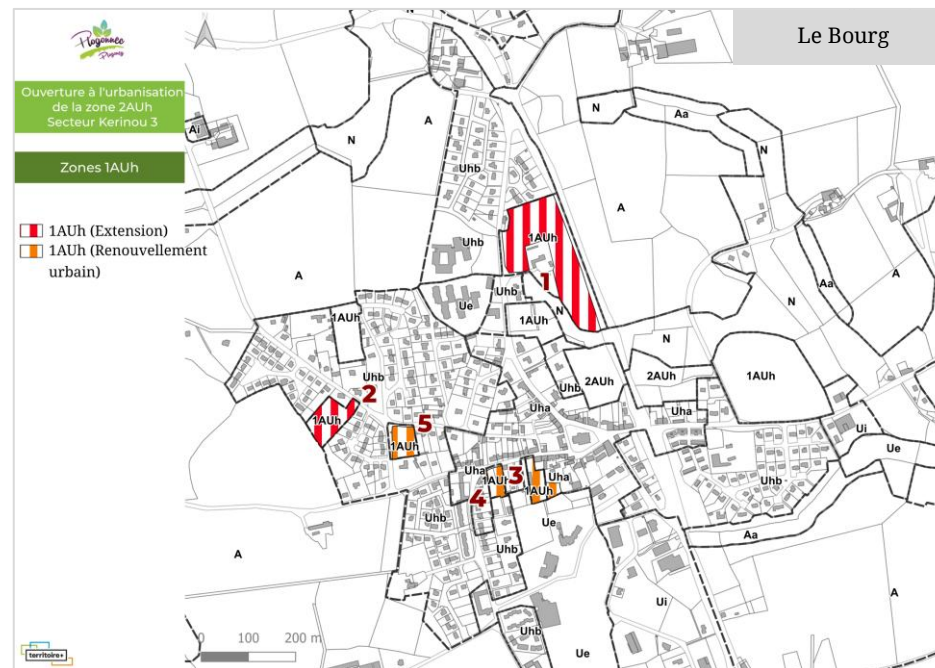 Plogonnec
Le Bourg
Ouverture à l'urbanisation
de la zone 2AUh
Secteur Kerinou 3
Zones 1AUh
1AUh (Extension)
1AUh (Renouvellement
urbain)
N
Aa
A
Ai
N
N
Uhb
A
1AUh
Uhb
A
Aa
A
1
N
Uhb
Ue
N
1AUh
1AUh
N
Uhb
2AUh
2AUh
1AUh
Uhb
2
Uha
Uha
1AUh
5
Ui
1AUh
Ue
Uha
3
1AUh
1AUh
Uha
Uhb
4
Uhb
Ue
Aa
A
Uhb
A
Ui
A
Uhb
Ue
0 100 200 m
territoire+